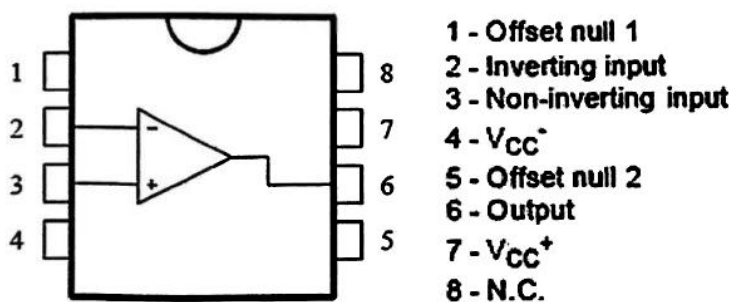 1
2
3
4
-
+
8
7
6
5
1 - Offset null 1
2 - Inverting input
3 - Non-inverting input
4 - VCC-
5 - Offset null 2
6 - Output
7 - VCC+
8 - N.C.